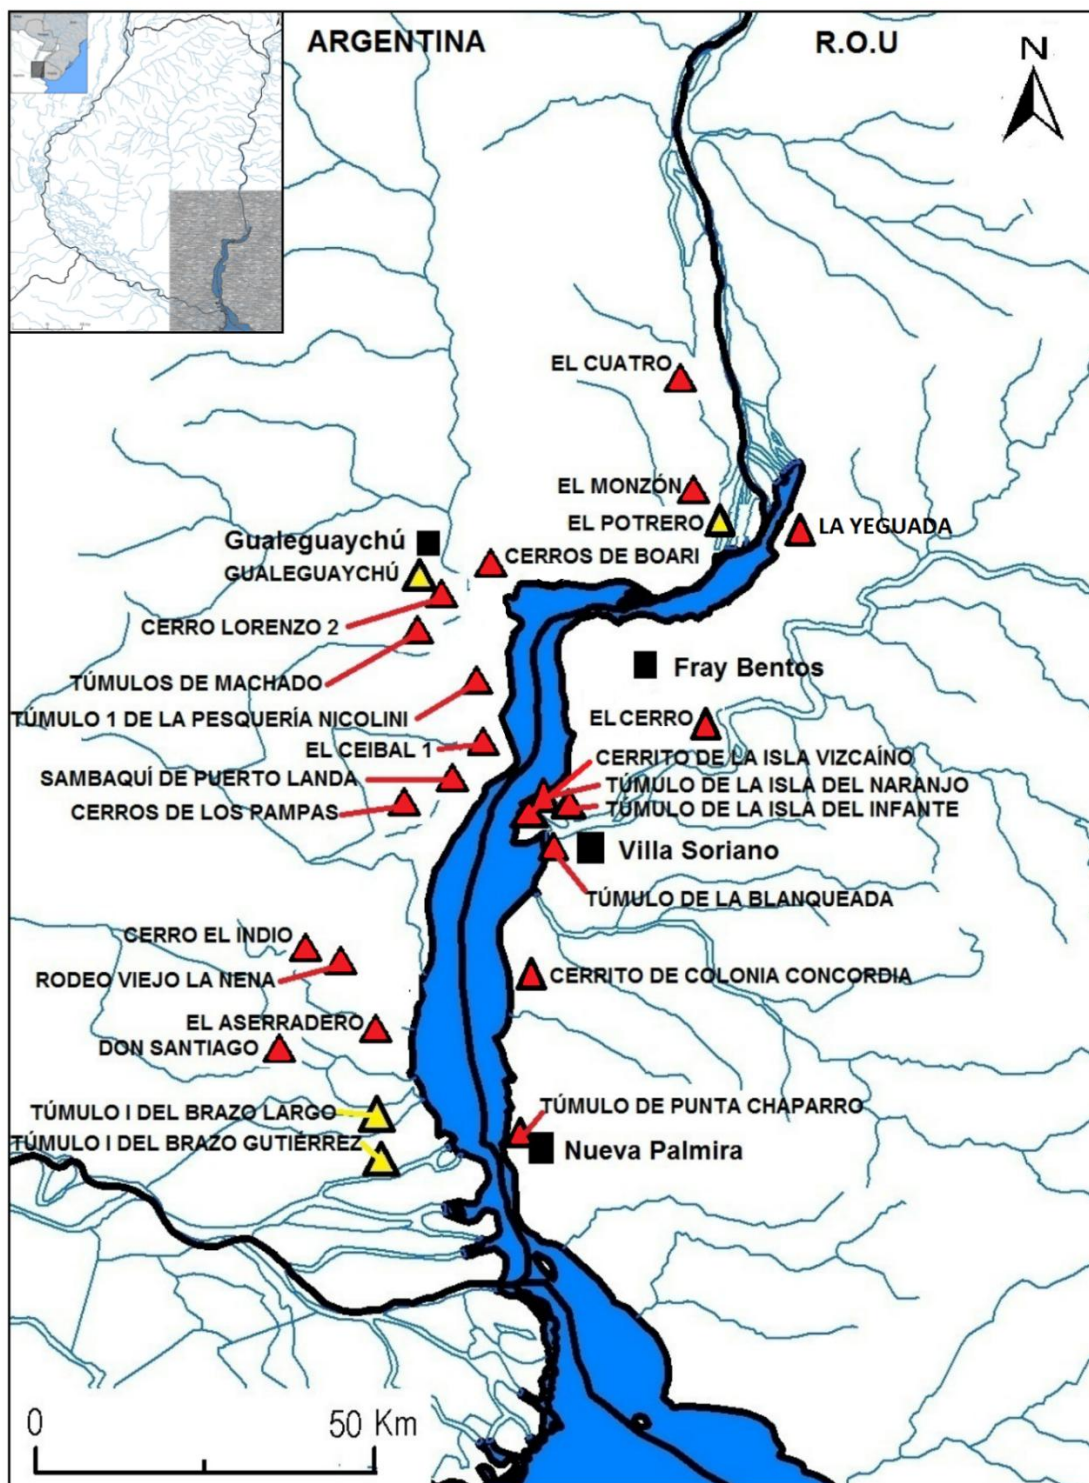 ARGENTINA
R.O.U
N
EL CUATRO
EL MONZÓN
EL POTRERO
LA YEGUADA
Gualeguaychú
CERROS DE BOARI
GUALEGUAYCHÚ
CERRO LORENZO 2
Fray Bentos
TÚMULOS DE MACHADO
TÚMULO 1 DE LA PESQUERÍA NICOLINI
EL CERRO
EL CEIBAL 1
CERRITO DE LA ISLA VIZCAÍNO
SAMBAQUÍ DE PUERTO LANDA
TÚMULO DE LA ISLA DEL NARANJO
CERROS DE LOS PAMPAS
TÚMULO DE LA ISLA DEL INFANTE
Villa Soriano
TÚMULO DE LA BLANQUEADA
CERRO EL INDIO
RODEO VIEJO LA NENA
CERRITO DE COLONIA CONCORDIA
EL ASERRADERO
DON SANTIAGO
TÚMULO I DEL BRAZO LARGO
TÚMULO DE PUNTA CHAPARRO
TÚMULO I DEL BRAZO GUTIÉRREZ
Nueva Palmira
0
50 Km